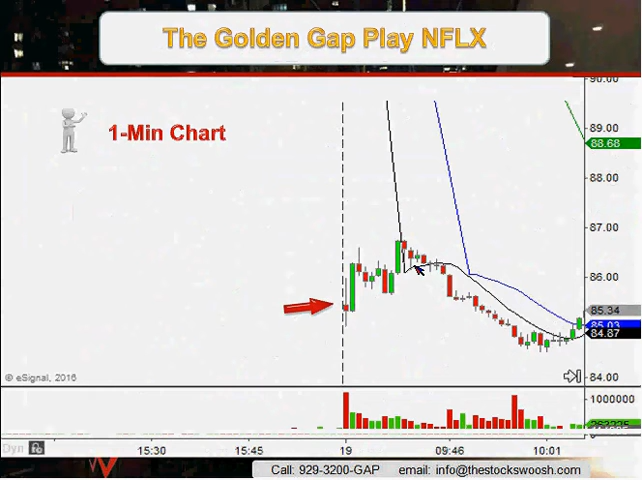 The Golden Gap Play NFLX
1-Min Chart
90.00
89.00
88.68
88.00
87.00
86.00
85.34
85.03
84.87
84.00
© eSignal, 2016
1000000
Dyn
15:30 15:45 19 09:46 10:01
Call: 929-3200-GAP email: info@thestockswoosh.com